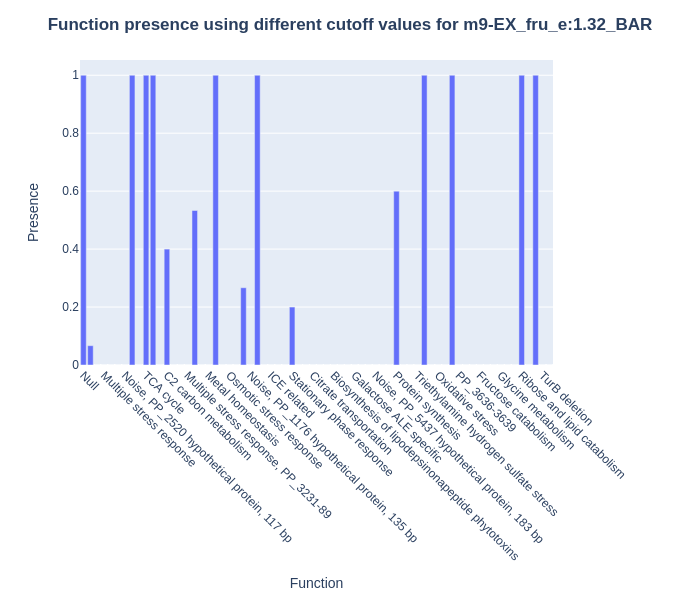 Function presence using different cutoff values for m9-EX_fru_e:1.32_BAR
Presence
1
0.8
0.6
0.4
0.2
0
Null
Multiple stress response
Noise, PP_2520 hypothetical protein, 117 bp
TCA cycle
C2 carbon metabolism
Multiple stress response, PP_3231-89
Metal homeostasis
Osmotic stress response
Noise, PP_1176 hypothetical protein, 135 bp
ICE related
Stationary phase response
Citrate transportation
Biosynthesis of lipodepsinonapeptide phytotoxins
Galactose ALE specific
Noise, PP_5437 hypothetical protein, 183 bp
Protein synthesis
Triethylamine hydrogen sulfate stress
Oxidative stress
PP_3636-3639
Fructose catabolism
Glycine metabolism
Ribose and lipid catabolism
TurB deletion
Function